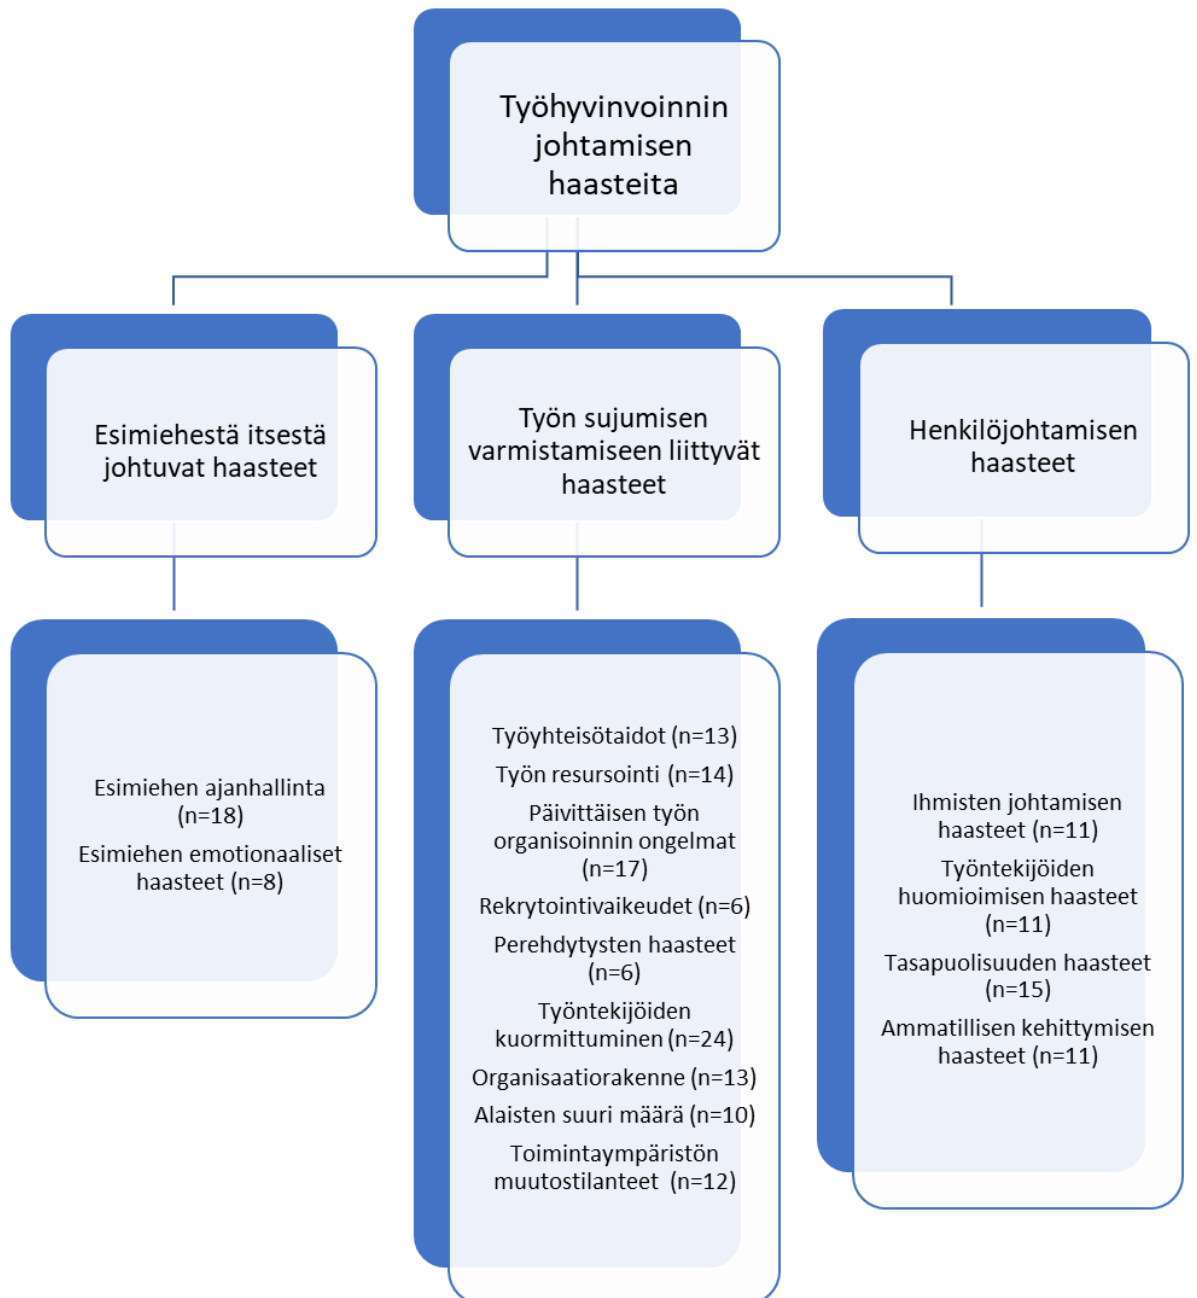 Työhyvinvoinnin
johtamisen
haasteita
Esimiehestä itsestä
johtuvat haasteet
Työn sujumisen
varmistamiseen liittyvät
haasteet
Henkilöjohtamisen
haasteet
Esimiehen ajanhallinta
(n=18)
Esimiehen emotionaaliset
haasteet (n=8)
Työyhteisötaidot (n=13)
Työn resursointi (n=14)
Päivittäisen työn
organisoinnin ongelmat
(n=17)
Rekrytointivaikeudet (n=6)
Perehdytysten haasteet
(n=6)
Työntekijöiden
kuormittuminen (n=24)
Organisaatiorakenne (n=13)
Alaisten suuri määrä (n=10)
Toimintaympäristön
muutostilanteet (n=12)
Ihmisten johtamisen
haasteet (n=11)
Työntekijöiden
huomioimisen haasteet
(n=11)
Tasapuolisuuden haasteet
(n=15)
Ammatillisen kehittymisen
haasteet (n=11)